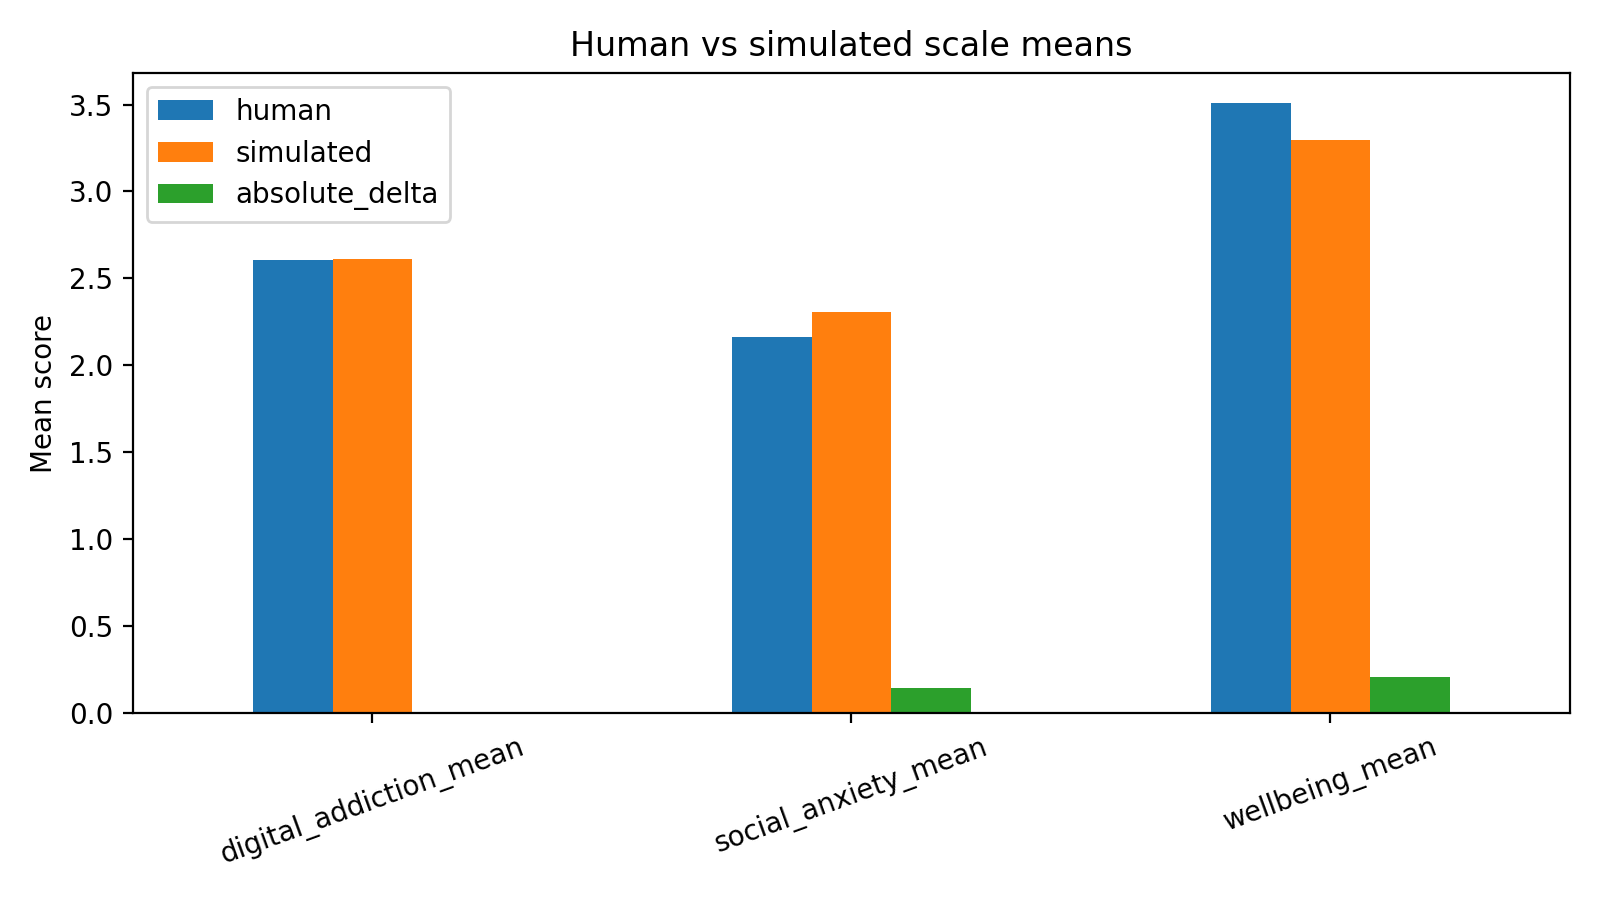 Human vs simulated scale means
human
simulated
absolute_delta
Mean score
3.5
3.0
2.5
2.0
1.5
1.0
0.5
0.0
digital_addiction_mean
social_anxiety_mean
wellbeing_mean